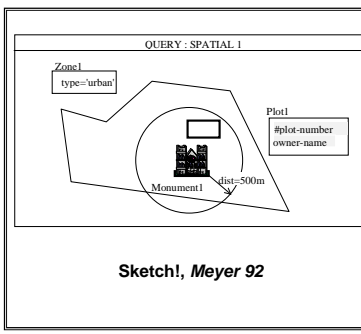 QUERY : SPATIAL 1
Zone1
type='urban'
Plot1
#plot-number
owner-name
dist=500m
Monument1
Sketch!, Meyer 92